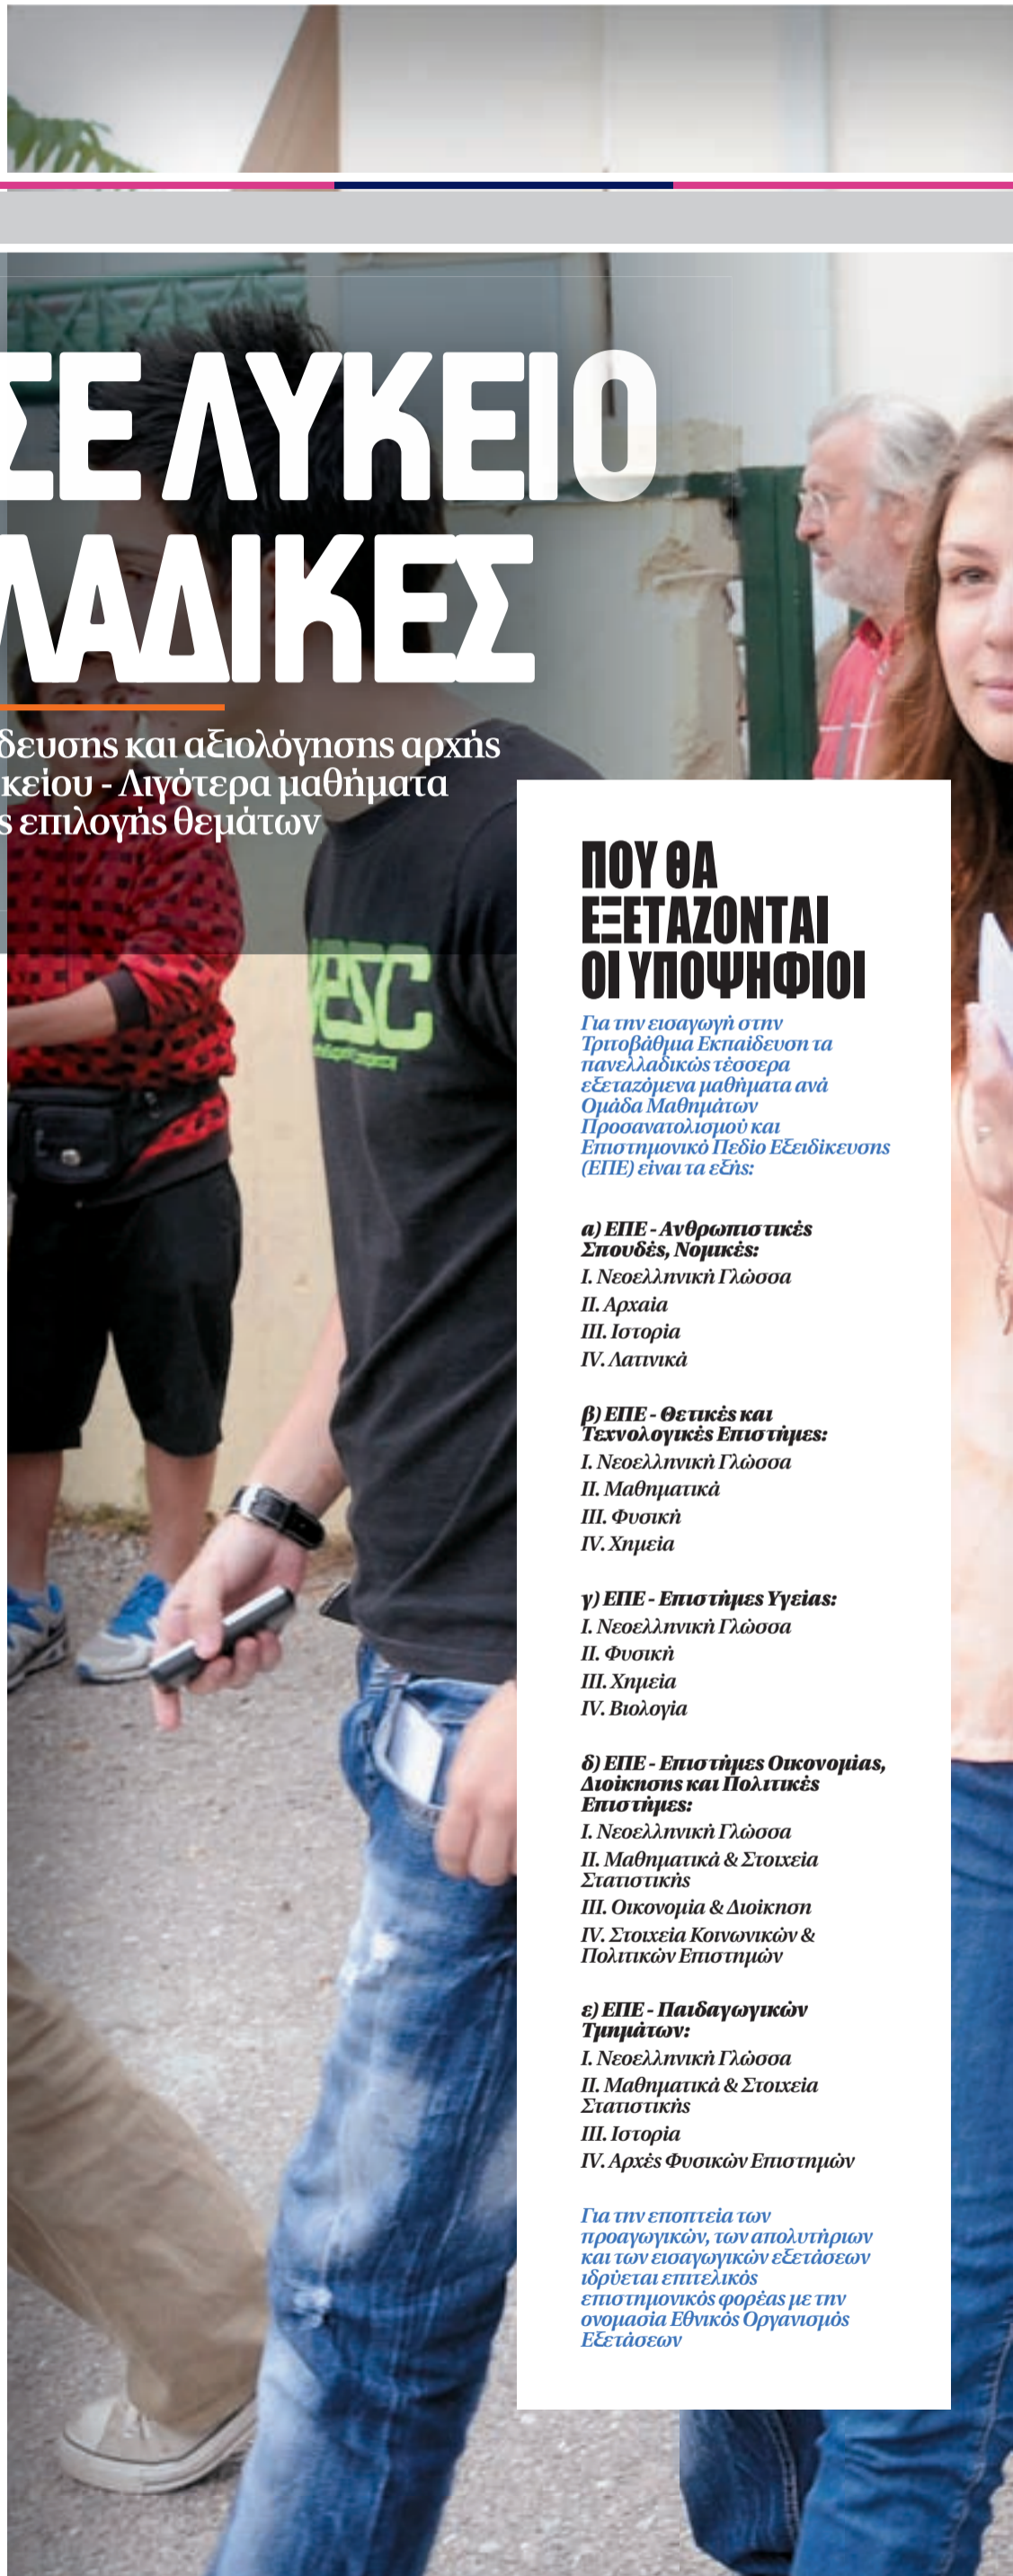 ΣΕ ΛΥΚΕΙΟ
ΛΑΔΙΚΕΣ
δευσης και αξιολόγησης αρχής
κείου - Λιγότερα μαθήματα
ς επιλογής θεμάτων
ΠΟΥ ΘΑ
ΕΞΕΤΑΖΟΝΤΑΙ
ΟΙ ΥΠΟΨΗΦΙΟΙ
Για την εισαγωγή στην
Τριτοβάθμια Εκπαίδευση τα
πανελλαδικώς τέσσερα
εξεταζόμενα μαθήματα ανά
Ομάδα Μαθημάτων
Προσανατολισμού και
Επιστημονικό Πεδίο Εξειδίκευσης
(ΕΠΕ) είναι τα εξής:
α) ΕΠΕ - Ανθρωπιστικές
Σπουδές, Νομικές:
I. Νεοελληνική Γλώσσα
II. Αρχαία
III. Ιστορία
IV. Λατινικά
β) ΕΠΕ - Θετικές και
Τεχνολογικές Επιστήμες:
I. Νεοελληνική Γλώσσα
II. Μαθηματικά
III. Φυσική
IV. Χημεία
γ) ΕΠΕ - Επιστήμες Υγείας:
I. Νεοελληνική Γλώσσα
II. Φυσική
III. Χημεία
IV. Βιολογία
δ) ΕΠΕ - Επιστήμες Οικονομίας,
Διοίκησης και Πολιτικές
Επιστήμες:
I. Νεοελληνική Γλώσσα
II. Μαθηματικά & Στοιχεία
Στατιστικής
III. Οικονομία & Διοίκηση
IV. Στοιχεία Κοινωνικών &
Πολιτικών Επιστημών
ε) ΕΠΕ - Παιδαγωγικών
Τμημάτων:
I. Νεοελληνική Γλώσσα
II. Μαθηματικά & Στοιχεία
Στατιστικής
III. Ιστορία
IV. Αρχές Φυσικών Επιστημών
Για την εποπτεία των
προαγωγικών, των απολυτήριων
και των εισαγωγικών εξετάσεων
ιδρύεται επιτελικός
επιστημονικός φορέας με την
ονομασία Εθνικός Οργανισμός
Εξετάσεων